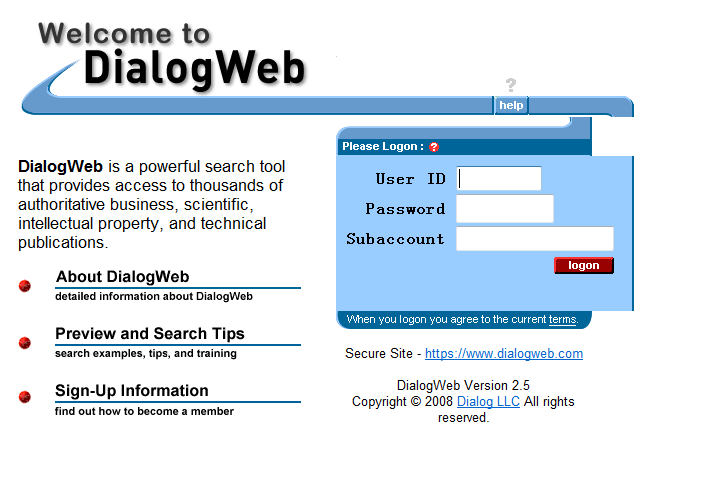 Welcome to
DialogWeb
?
help
DialogWeb is a powerful search tool
that provides access to thousands of
authoritative business, scientific,
intellectual property, and technical
publications.
About DialogWeb
detailed information about DialogWeb
Preview and Search Tips
search examples, tips, and training
Sign-Up Information
find out how to become a member
Please Logon : ?
User ID
Password
Subaccount
logon
When you logon you agree to the current terms.
Secure Site - https://www.dialogweb.com
DialogWeb Version 2.5
Copyright © 2008 Dialog LLC All rights
reserved.